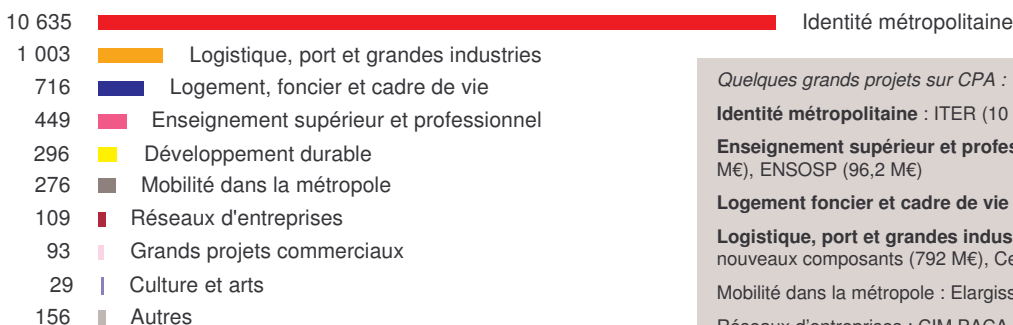 10 635 Identité métropolitaine
1 003 Logistique, port et grandes industries
716 Logement, foncier et cadre de vie
449 Enseignement supérieur et professionnel
296 Développement durable
276 Mobilité dans la métropole
109 Réseaux d'entreprises
93 Grands projets commerciaux
29 Culture et arts
156 Autres
Quelques grands projets sur CPA :
Identité métropolitaine : ITER (10
Enseignement supérieur et profes
M€), ENSOSP (96,2 M€)
Logement foncier et cadre de vie
Logistique, port et grandes indus
nouveaux composants (792 M€), Ce
Mobilité dans la métropole : Elargiss